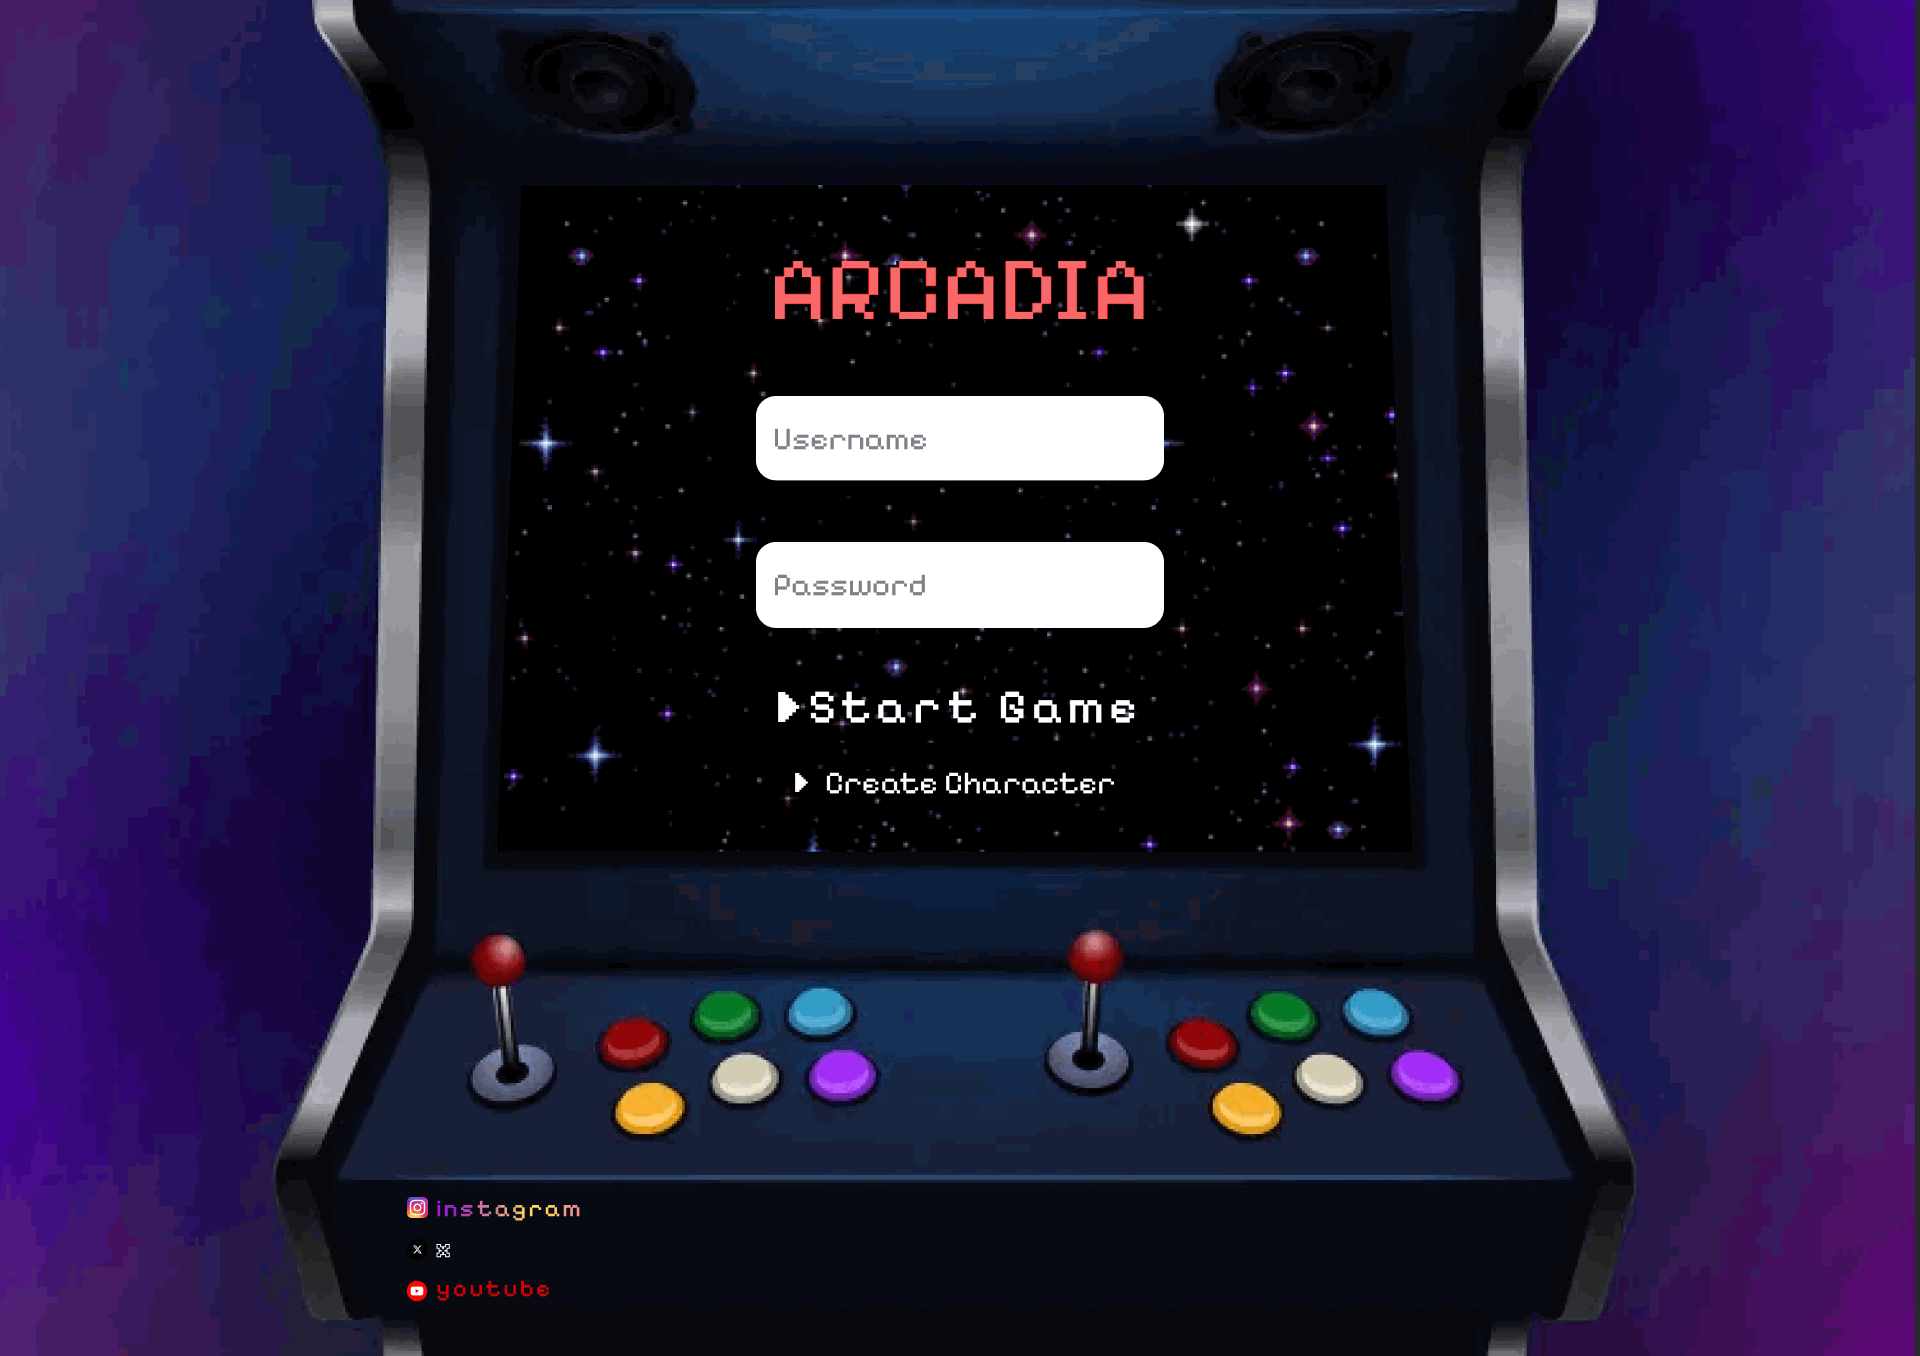 ARCADIA
Username
Password
Start Game
Create Character
instagram
X
youtube